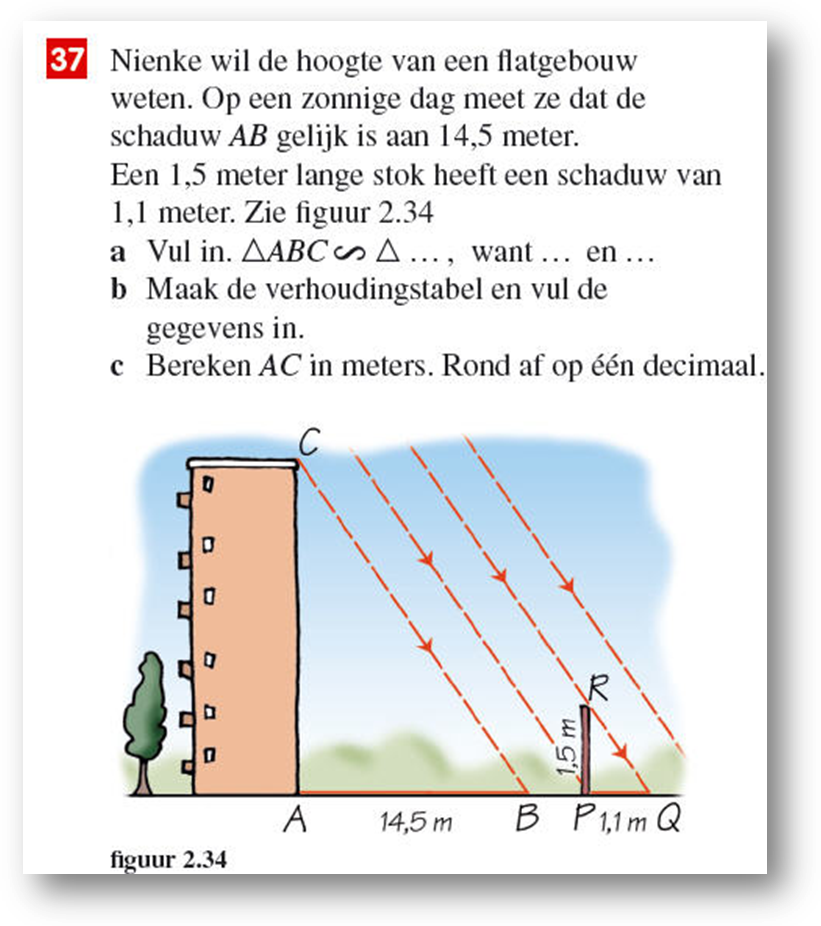 37 Nienke wil de hoogte van een flatgebouw
weten. Op een zonnige dag meet ze dat de
schaduw AB gelijk is aan 14,5 meter.
Een 1,5 meter lange stok heeft een schaduw van
1,1 meter. Zie figuur 2.34
a Vul in. △ABC ∽ △ ... , want ... en ...
b Maak de verhoudingstabel en vul de
gegevens in.
c Bereken AC in meters. Rond af op één decimaal.
C
R
1,5 m
A 14,5 m B P 1,1 m Q
figuur 2.34